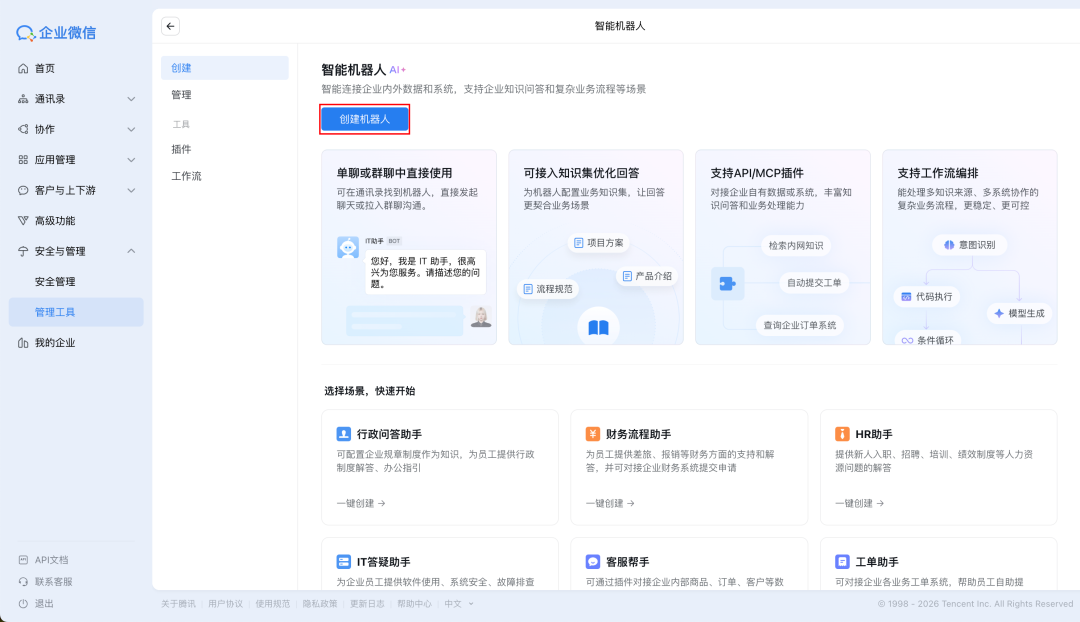 企业微信
首页
通讯录
协作
应用管理
客户与上下游
高级功能
安全与管理
安全管理
管理工具
我的企业
API文档
联系客服
退出
智能机器人
创建
管理
工具
插件
工作流
智能机器人 AI+
智能连接企业内外数据和系统，支持企业知识问答和复杂业务流程等场景
创建机器人
单聊或群聊中直接使用
可在通讯录找到机器人，直接发起
聊天或拉入群聊沟通。
IT助手 BOT
您好，我是 IT 助手，很高
兴为您服务。请描述您的问
题。
可接入知识集优化回答
为机器人配置业务知识集，让回答
更契合业务场景
项目方案
产品介绍
流程规范
支持API/MCP插件
对接企业自有数据或系统，丰富知
识问答和业务处理能力
检索内网知识
自动提交工单
查询企业订单系统
支持工作流编排
能处理多知识来源、多系统协作的
复杂业务流程，更稳定、更可控
意图识别
代码执行
模型生成
条件循环
选择场景，快速开始
行政问答助手
可配置企业规章制度作为知识，为员工提供行政
制度解答、办公指引
一键创建 →
财务流程助手
为员工提供差旅、报销等财务方面的支持和解
答，并可对接企业财务系统提交申请
一键创建 →
HR助手
提供新人入职、招聘、培训、绩效制度等人力资
源问题的解答
一键创建 →
IT答疑助手
为企业员工提供软件使用、系统安全、故障排查
客服帮手
可通过插件对接企业内部商品、订单、客户等数
工单助手
可对接企业各业务工单系统，帮助员工自助提
关于腾讯 | 用户协议 | 使用规范 | 隐私政策 | 更新日志 | 帮助中心 | 中文
© 1998 - 2026 Tencent Inc. All Rights Reserved